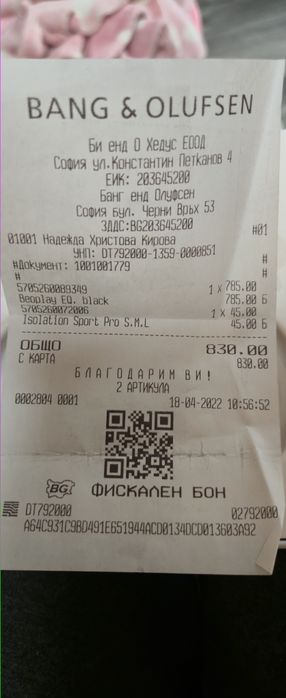 BANG & OLUFSEN
Би енд О Хедус ЕООД
София ул.Константин Петканов 4
ЕИК: 203645200
Банг енд Олуфсен
София бул. Черни Връх 53
ЗДДС:BG203645200
#01
01001 Надежда Христова Кирова
УНП: DT792000-1359-0000851
#Документ: 1001001779 #
# #
5705260089349 1 x 785.00
Beoplay EQ. black 785.00 Б
5705260072006 1 x 45.00
Isolation Sport Pro S.M.L 45.00 Б
ОБЩО 830.00
С КАРТА 830.00
БЛАГОДАРИМ ВИ!
2 АРТИКУЛА
0002804 0001 18-04-2022 10:56:52
BG ФИСКАЛЕН БОН
DT792000 02792000
A64C931C9BD491E651944ACD0134DCD013603A92